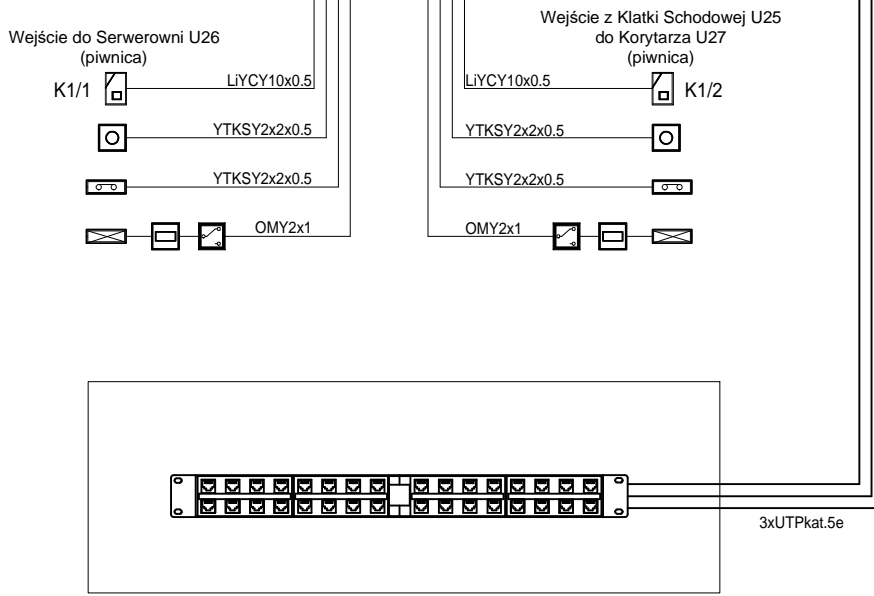 Wejście do Serwerowni U26
(piwnica)
K1/1
LiYCY10x0.5
YTKSY2x2x0.5
YTKSY2x2x0.5
OMY2x1
Wejście z Klatki Schodowej U25
do Korytarza U27
(piwnica)
LiYCY10x0.5
K1/2
YTKSY2x2x0.5
YTKSY2x2x0.5
OMY2x1
3xUTPkat.5e